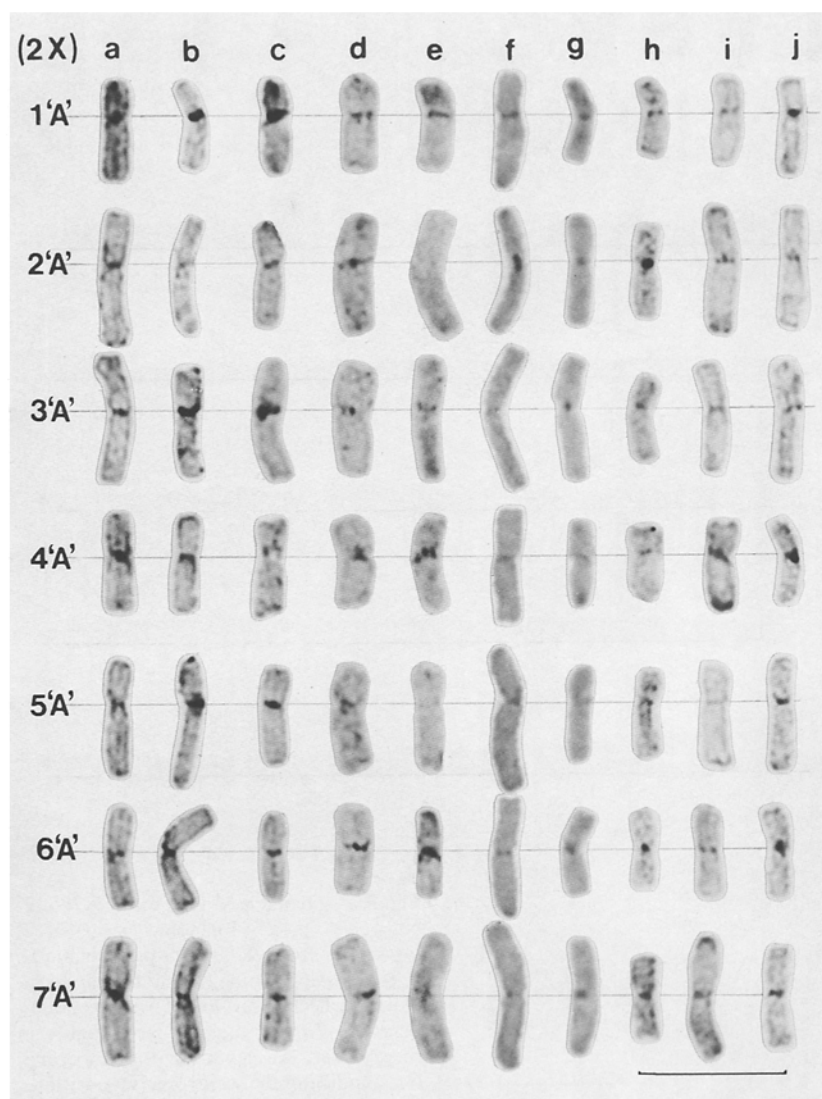 (2X) a b c d e f g h i j
1‘A’
2‘A’
3‘A’
4‘A’
5‘A’
6‘A’
7‘A’